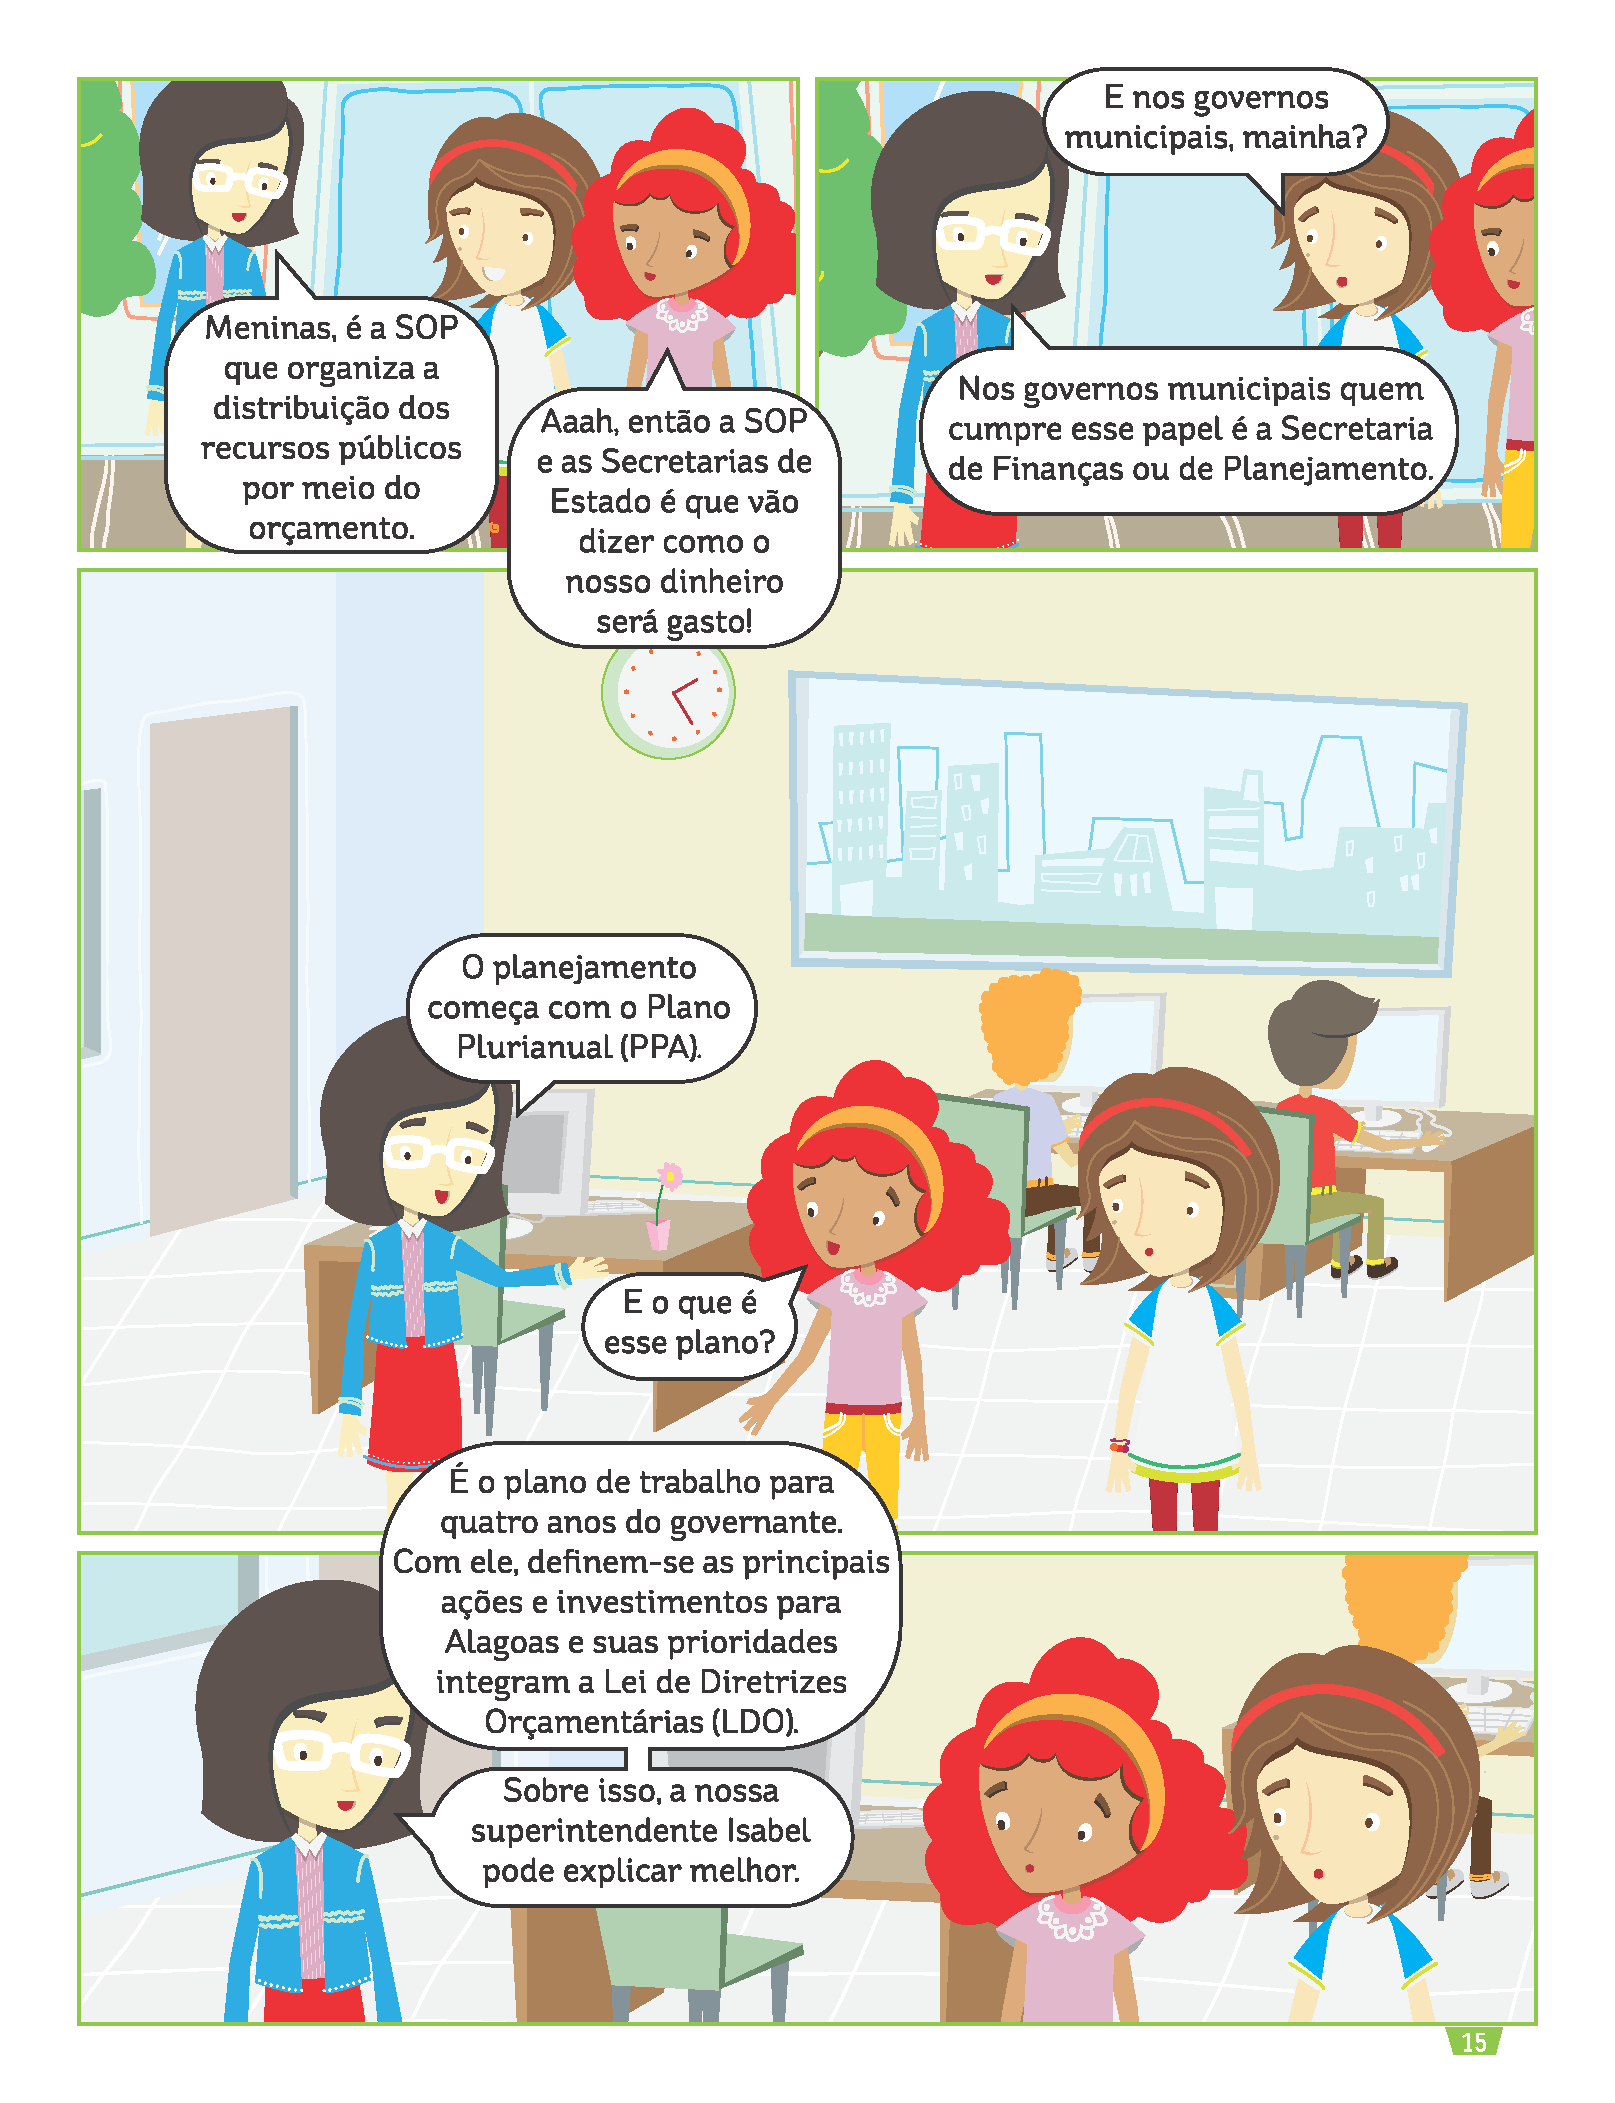 Meninas, é a SOP
que organiza a
distribuição dos
recursos públicos
por meio do
orçamento.
Aaah, então a SOP
e as Secretarias de
Estado é que vão
dizer como o
nosso dinheiro
será gasto!
E nos governos
municipais, mainha?
Nos governos municipais quem
cumpre esse papel é a Secretaria
de Finanças ou de Planejamento.
O planejamento
começa com o Plano
Plurianual (PPA).
E o que é
esse plano?
É o plano de trabalho para
quatro anos do governante.
Com ele, definem-se as principais
ações e investimentos para
Alagoas e suas prioridades
integram a Lei de Diretrizes
Orçamentárias (LDO).
Sobre isso, a nossa
superintendente Isabel
pode explicar melhor.
15